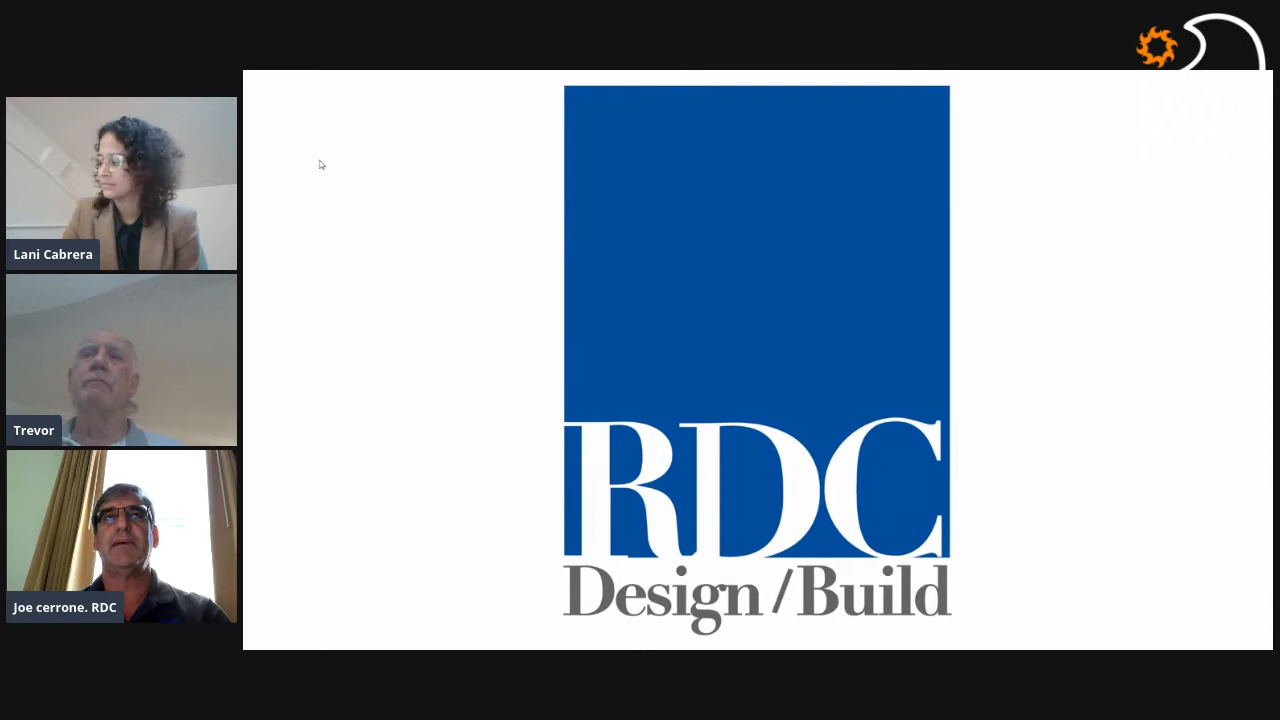 Lani Cabrera
Trevor
Joe cerrone. RDC
RDC
Design/Build